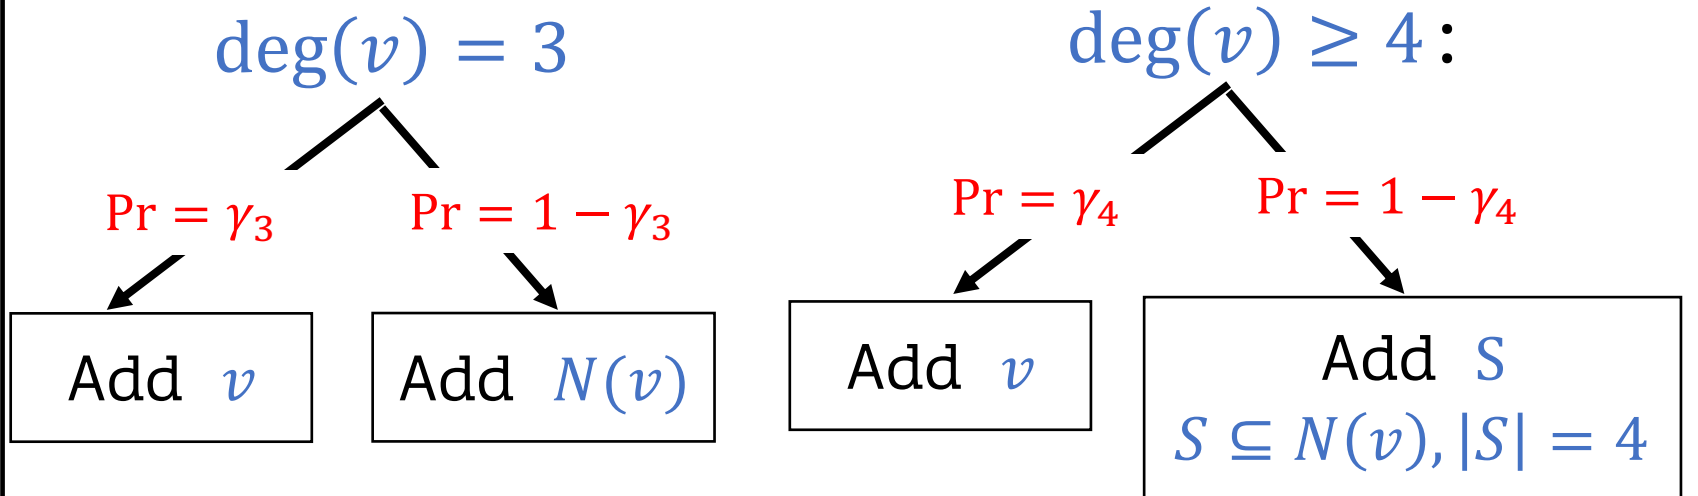 deg(𝑣) = 3
Pr = 𝛾₃
Pr = 1 − 𝛾₃
Add 𝑣
Add 𝑁(𝑣)
deg(𝑣) ≥ 4 :
Pr = 𝛾₄
Pr = 1 − 𝛾₄
Add 𝑣
Add S
𝑆 ⊆ 𝑁(𝑣), |𝑆| = 4